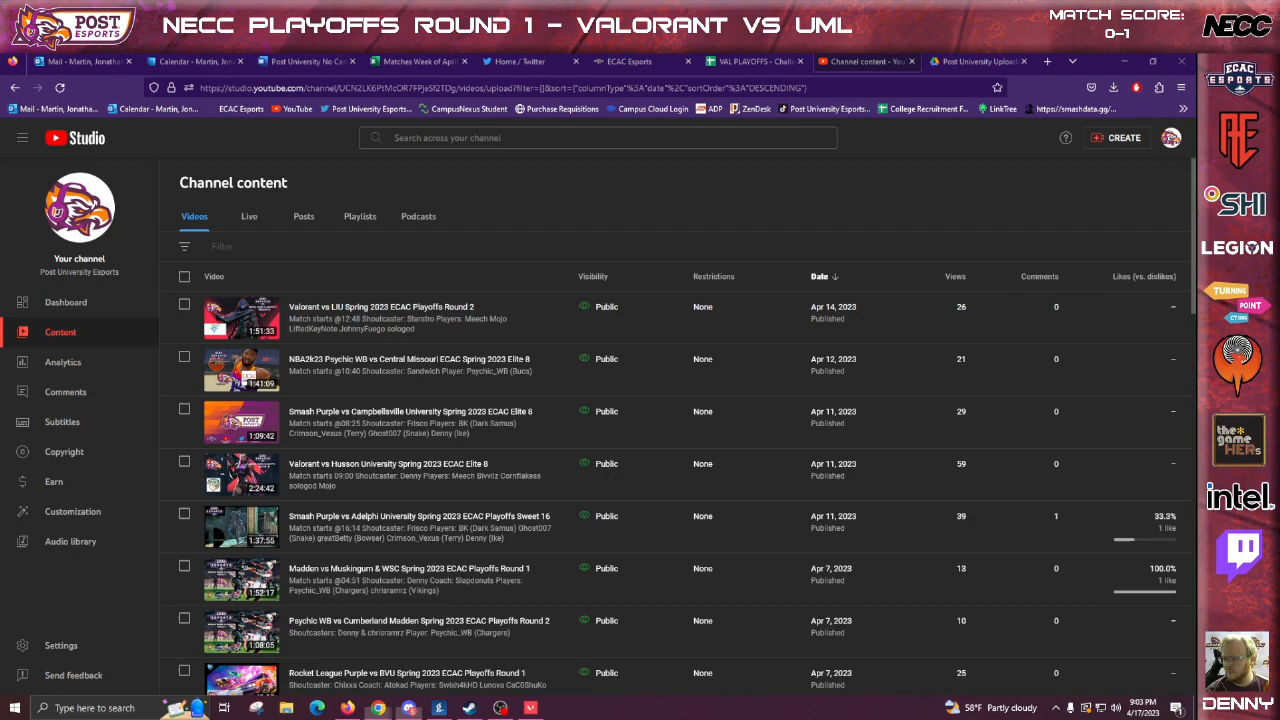 POST ESPORTS
NECC PLAYOFFS ROUND 1 - VALORANT VS UML
MATCH SCORE:
0-1
NECC
Mail - Martin, Jonatha
Calendar - Martin, Jona
Post University No Cas
Matches Week of April
Home / Twitter
ECAC Esports
VAL PLAYOFFS - Challe
Channel content - You
Post University Uploa
https://studio.youtube.com/channel/UCN2LK6PtMcOR7FPjeSf2TDg/videos/upload?filter=[]&sort={"columnType"%3A"date"%2C"sortOrder"%3A"DESCENDING"}
Mail - Martin, Jonatha...
Calendar - Martin, Jo...
ECAC Esports
YouTube
Post University Esports...
CampusNexus Student
Purchase Requisitions
Campus Cloud Login
ADP
ZenDesk
Post University Esports...
College Recruitment F...
LinkTree
https://smashdata.gg/...
Studio
Search across your channel
CREATE
Your channel
Post University Esports
Dashboard
Content
Analytics
Comments
Subtitles
Copyright
Earn
Customization
Audio library
Settings
Send feedback
Channel content
Videos Live Posts Playlists Podcasts
Filter
Video Visibility Restrictions Date Views Comments Likes (vs. dislikes)
1:51:33
Valorant vs LIU Spring 2023 ECAC Playoffs Round 2
Match starts @12:48 Shoutcaster: Starstro Players: Meech Mojo
LiftedKeyNote JohnnyFuego sologod
Public None Apr 14, 2023 26 0 –
Published
1:41:09
NBA2k23 Psychic WB vs Central Missouri ECAC Spring 2023 Elite 8
Match starts @10:40 Shoutcaster: Sandwich Player: Psychic_WB (Bucs)
Public None Apr 12, 2023 21 0 –
Published
1:09:42
Smash Purple vs Campbellsville University Spring 2023 ECAC Elite 8
Match starts @08:25 Shoutcaster: Frisco Players: BK (Dark Samus)
Crimson_Vexus (Terry) Ghost007 (Snake) Denny (Ike)
Public None Apr 11, 2023 29 0 –
Published
2:24:42
Valorant vs Husson University Spring 2023 ECAC Elite 8
Match starts 09:00 Shoutcaster: Denny Players: Meech Bivvilz Cornflakess
sologod Mojo
Public None Apr 11, 2023 59 0 –
Published
1:37:55
Smash Purple vs Adelphi University Spring 2023 ECAC Playoffs Sweet 16
Match starts @16:14 Shoutcaster: Frisco Players: BK (Dark Samus) Ghost007
(Snake) greatBetty (Bowser) Crimson_Vexus (Terry) Denny (Ike)
Public None Apr 11, 2023 39 1 33.3%
Published 1 like
1:52:17
Madden vs Muskingum & WSC Spring 2023 ECAC Playoffs Round 1
Match starts @04:51 Shoutcaster: Denny Coach: Slapdonuts Players:
Psychic_WB (Chargers) chrisramrz (Vikings)
Public None Apr 7, 2023 13 0 100.0%
Published 1 like
1:08:05
Psychic WB vs Cumberland Madden Spring 2023 ECAC Playoffs Round 2
Shoutcasters: Denny & chrisramrz Player: Psychic_WB (Chargers)
Public None Apr 7, 2023 10 0 –
Published
Rocket League Purple vs BVU Spring 2023 ECAC Playoffs Round 1
Shoutcaster: Chixxa Coach: Atokad Players: Swish4kHD Lunova CaC0ShuKo
Public None Apr 7, 2023 25 0 –
Published
ECAC ESPORTS
AE
SHI
LEGION
TURNING POINT
CT.ORG
the*gameHERs
intel.
DENNY
Type here to search
58°F Partly cloudy
9:03 PM
4/17/2023